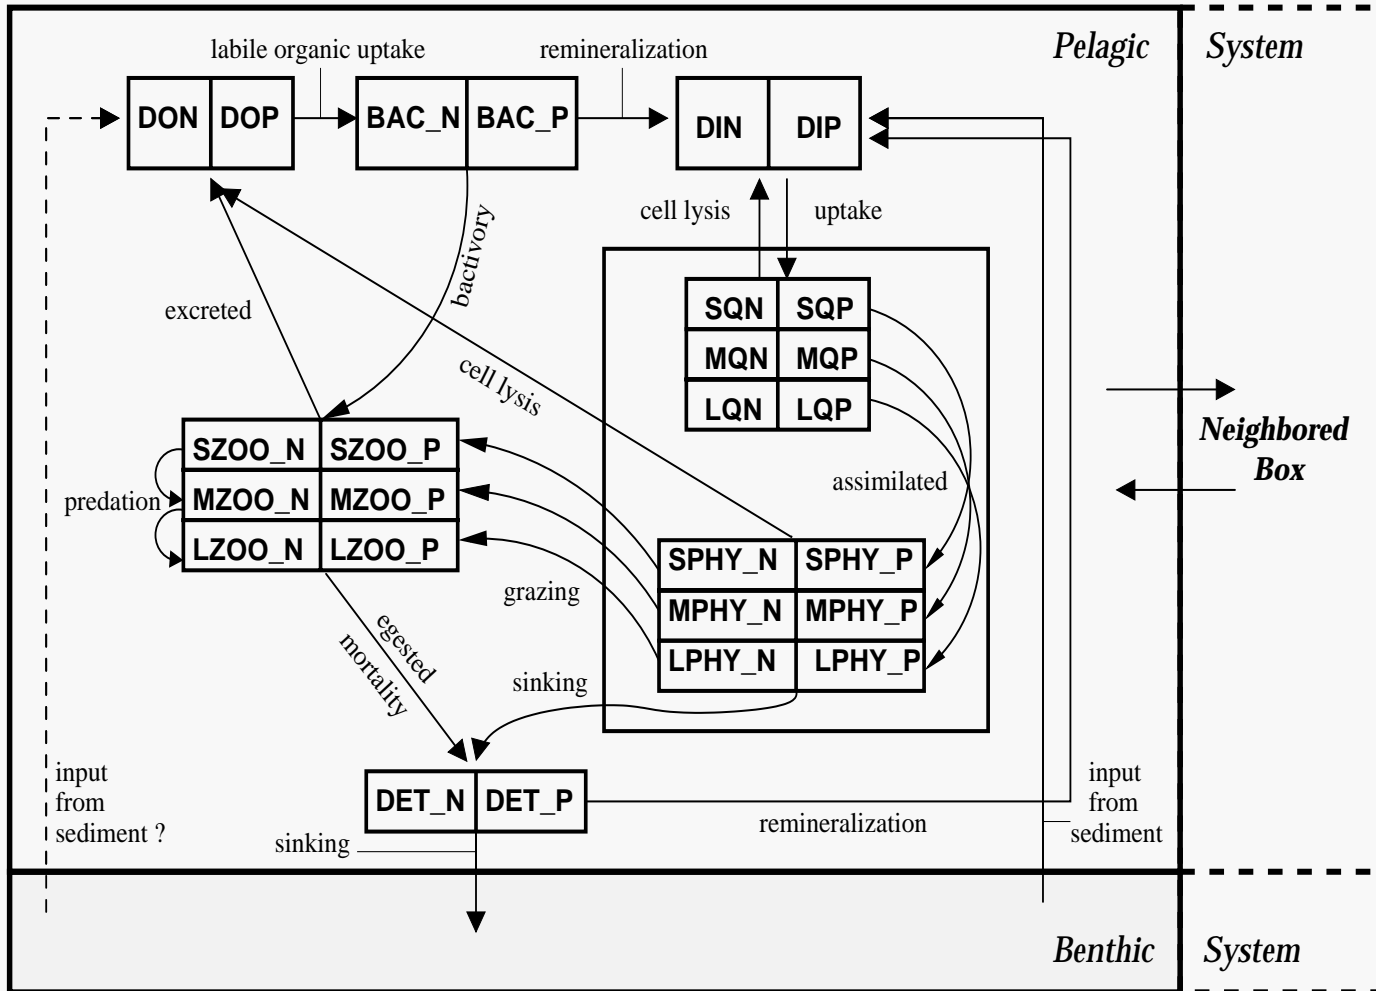 labile organic uptake
remineralization
Pelagic
System
DON DOP
BAC_N BAC_P
DIN DIP
cell lysis
uptake
bactivory
excreted
cell lysis
SQN SQP
MQN MQP
LQN LQP
Neighbored
Box
SZOO_N SZOO_P
MZOO_N MZOO_P
LZOO_N LZOO_P
predation
assimilated
grazing
SPHY_N SPHY_P
MPHY_N MPHY_P
LPHY_N LPHY_P
egested
mortality
sinking
input
from
sediment ?
DET_N DET_P
sinking
remineralization
input
from
sediment
Benthic
System